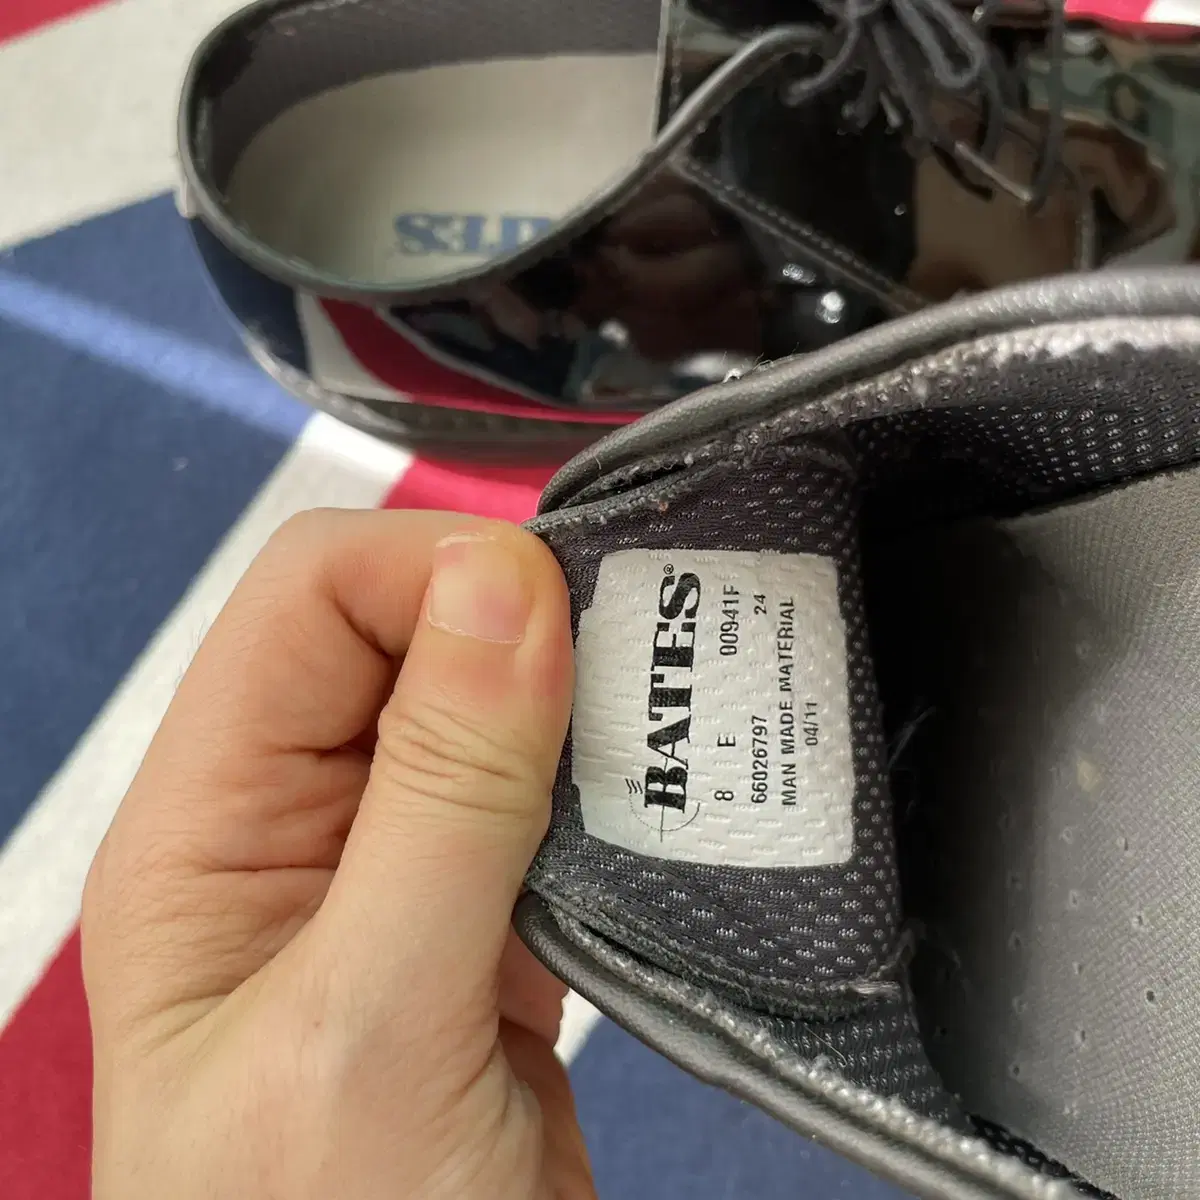 BATES
BATES®
8 E 00941F
66026797 24
MAN MADE MATERIAL
04/11